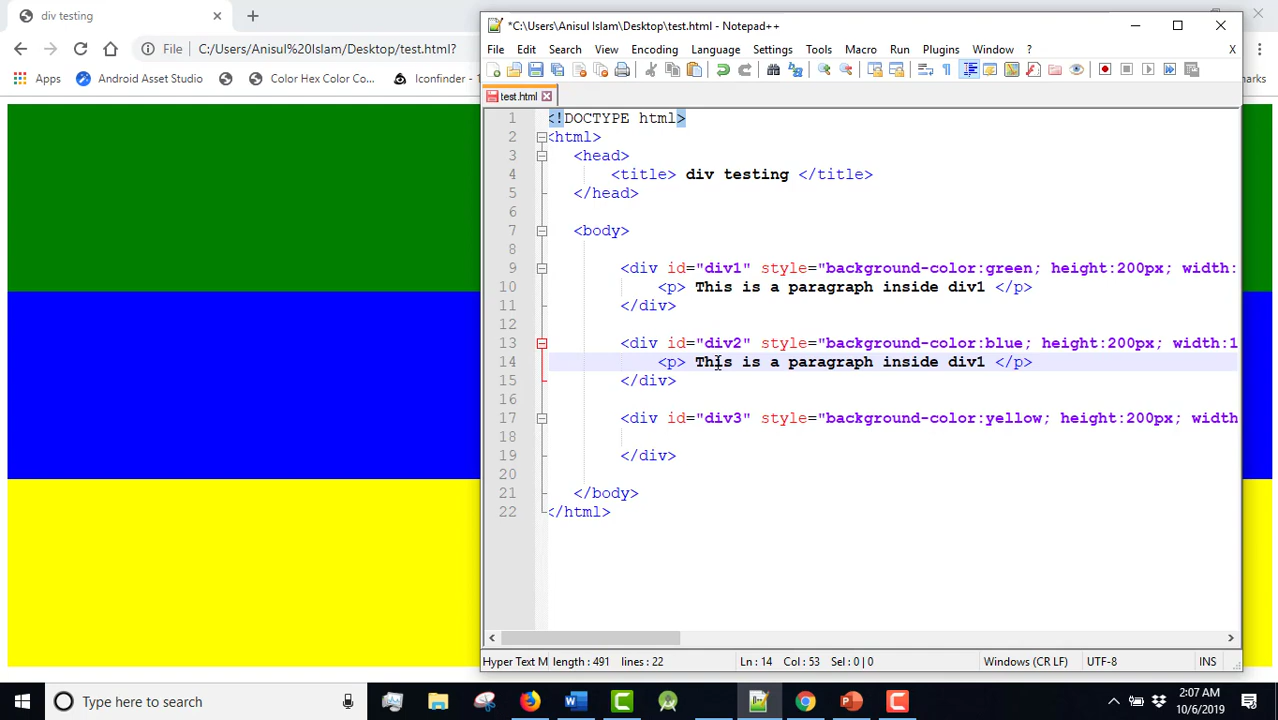 div testing
File
C:/Users/Anisul%20Islam/Desktop/test.html?
Apps
Android Asset Studio
Color Hex Color Co...
Iconfinder - 1
*C:\Users\Anisul Islam\Desktop\test.html - Notepad++
File Edit Search View Encoding Language Settings Tools Macro Run Plugins Window ? X
test.html
1 <!DOCTYPE html>
2 <html>
3 <head>
4 <title> div testing </title>
5 </head>
6
7 <body>
8
9 <div id="div1" style="background-color:green; height:200px; width:
10 <p> This is a paragraph inside div1 </p>
11 </div>
12
13 <div id="div2" style="background-color:blue; height:200px; width:1
14 <p> This is a paragraph inside div1 </p>
15 </div>
16
17 <div id="div3" style="background-color:yellow; height:200px; width
18
19 </div>
20
21 </body>
22 </html>
Hyper Text M length : 491 lines : 22 Ln : 14 Col : 53 Sel : 0 | 0 Windows (CR LF) UTF-8 INS
Type here to search
2:07 AM
10/6/2019